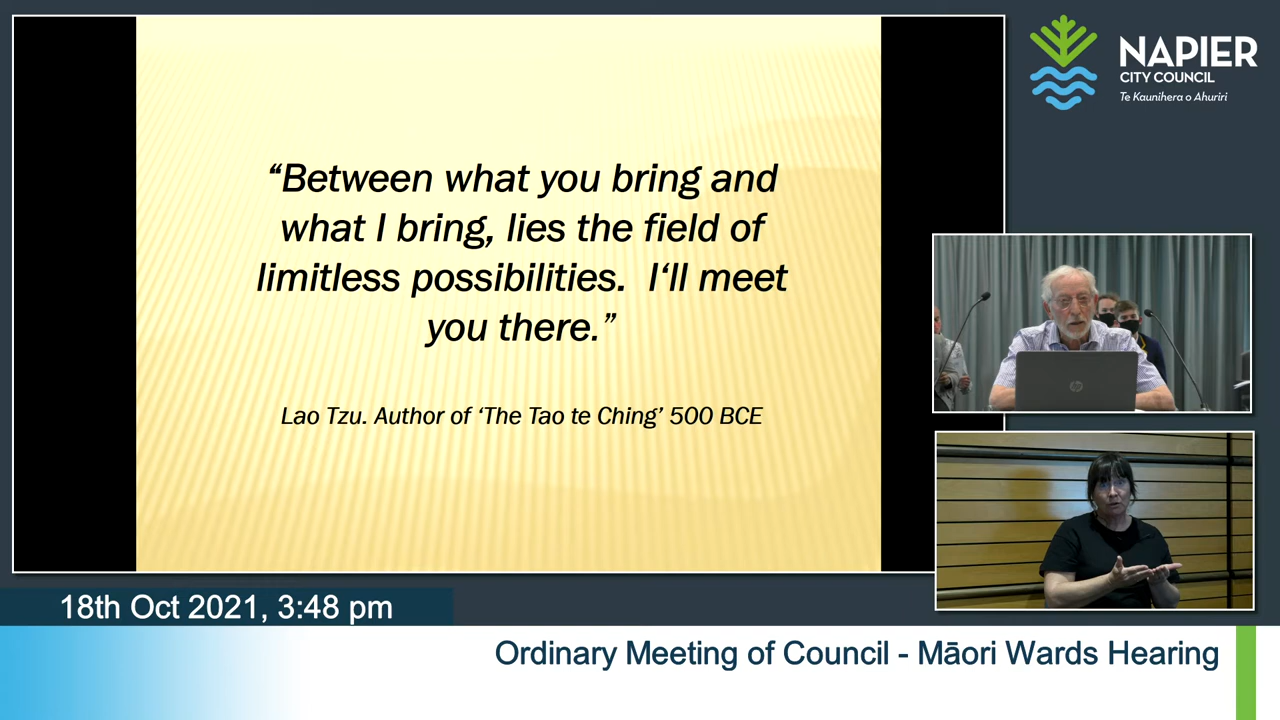 “Between what you bring and
what I bring, lies the field of
limitless possibilities.  I‘ll meet
you there.”
Lao Tzu. Author of ‘The Tao te Ching’ 500 BCE
NAPIER
CITY COUNCIL
Te Kaunihera o Ahuriri
hp
18th Oct 2021, 3:48 pm
Ordinary Meeting of Council - Māori Wards Hearing